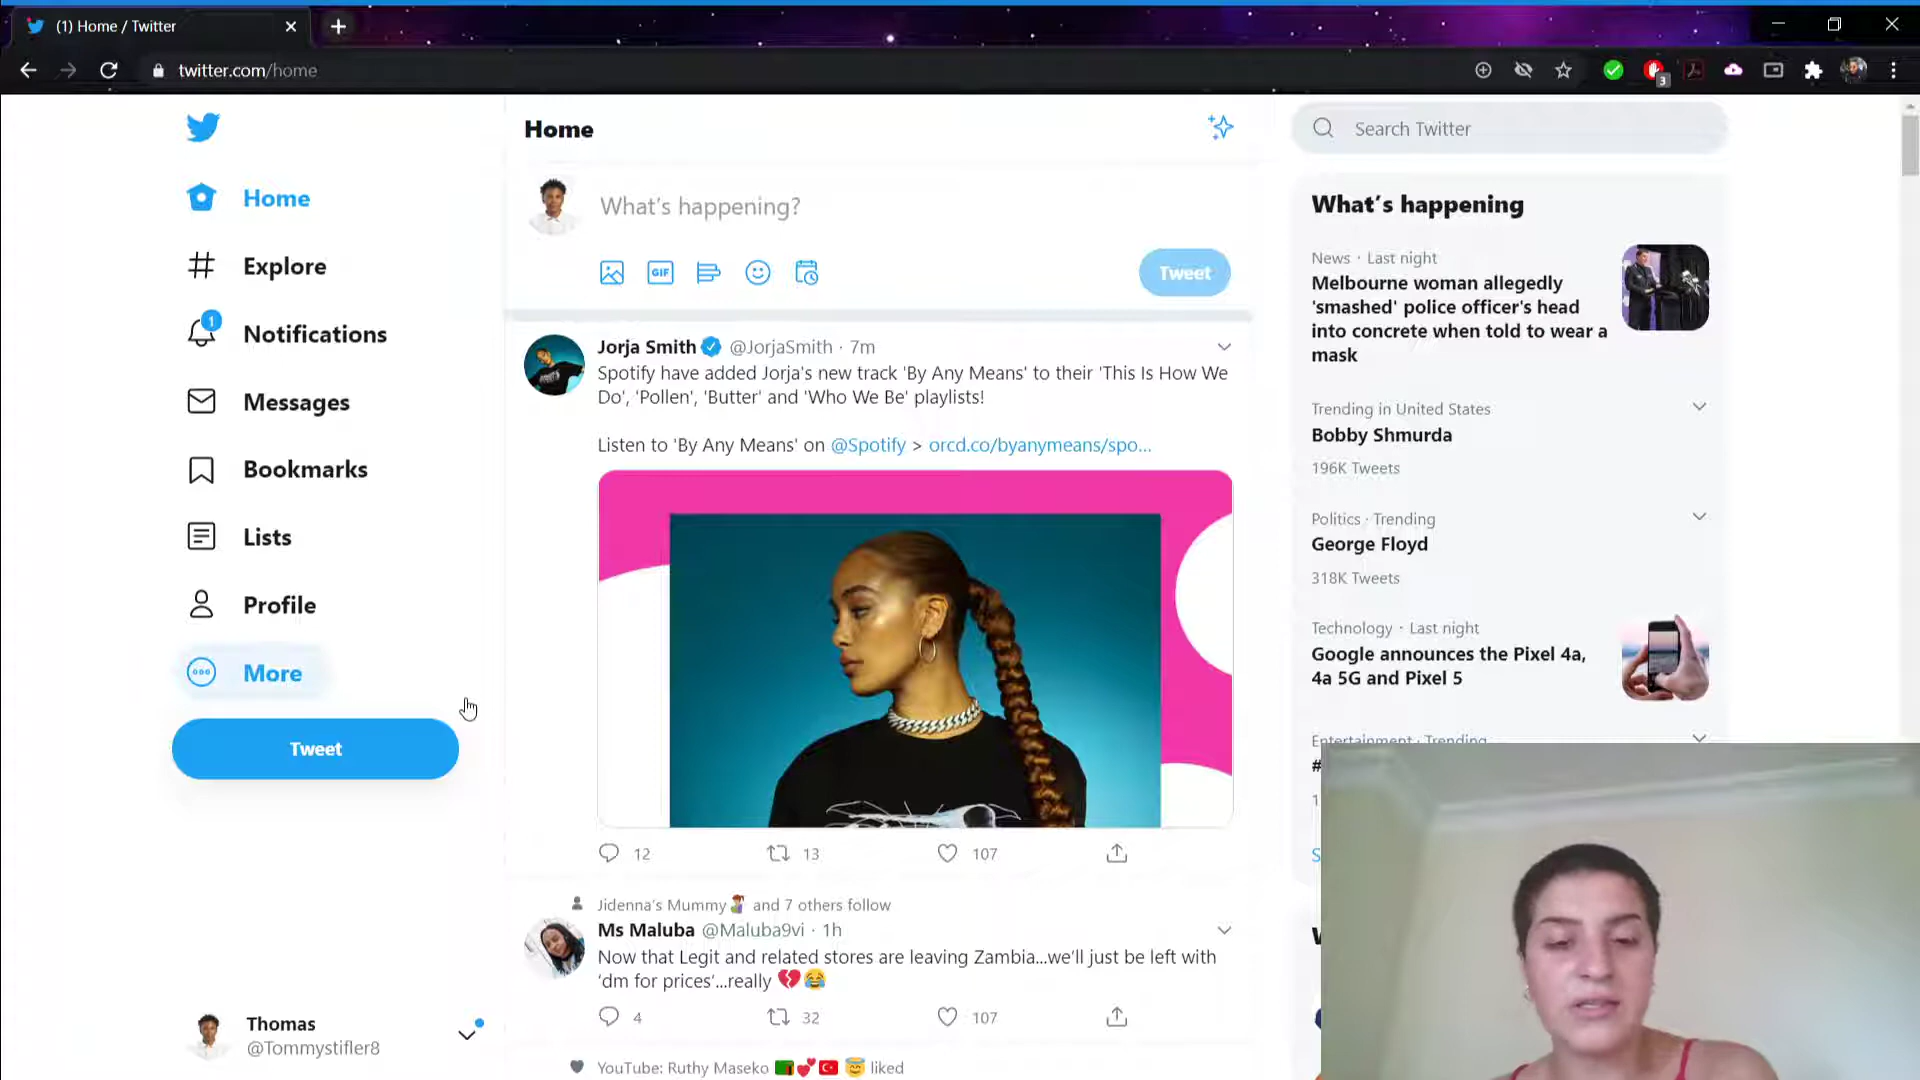 (1) Home / Twitter
twitter.com/home
3
Home
Explore
1
Notifications
Messages
Bookmarks
Lists
Profile
More
Tweet
Thomas
@Tommystifler8
Home
What's happening?
GIF
Tweet
Jorja Smith @JorjaSmith · 7m
Spotify have added Jorja's new track 'By Any Means' to their 'This Is How We
Do', 'Pollen', 'Butter' and 'Who We Be' playlists!
Listen to 'By Any Means' on @Spotify > orcd.co/byanymeans/spo...
12 13 107
Jidenna's Mummy and 7 others follow
Ms Maluba @Maluba9vi · 1h
Now that Legit and related stores are leaving Zambia...we'll just be left with
'dm for prices'...really 💔😂
4 32 107
YouTube: Ruthy Maseko 🇿🇲💕🇹🇷 😇 liked
Search Twitter
What's happening
News · Last night
Melbourne woman allegedly
'smashed' police officer's head
into concrete when told to wear a
mask
Trending in United States
Bobby Shmurda
196K Tweets
Politics · Trending
George Floyd
318K Tweets
Technology · Last night
Google announces the Pixel 4a,
4a 5G and Pixel 5
Entertainment · Trending
#